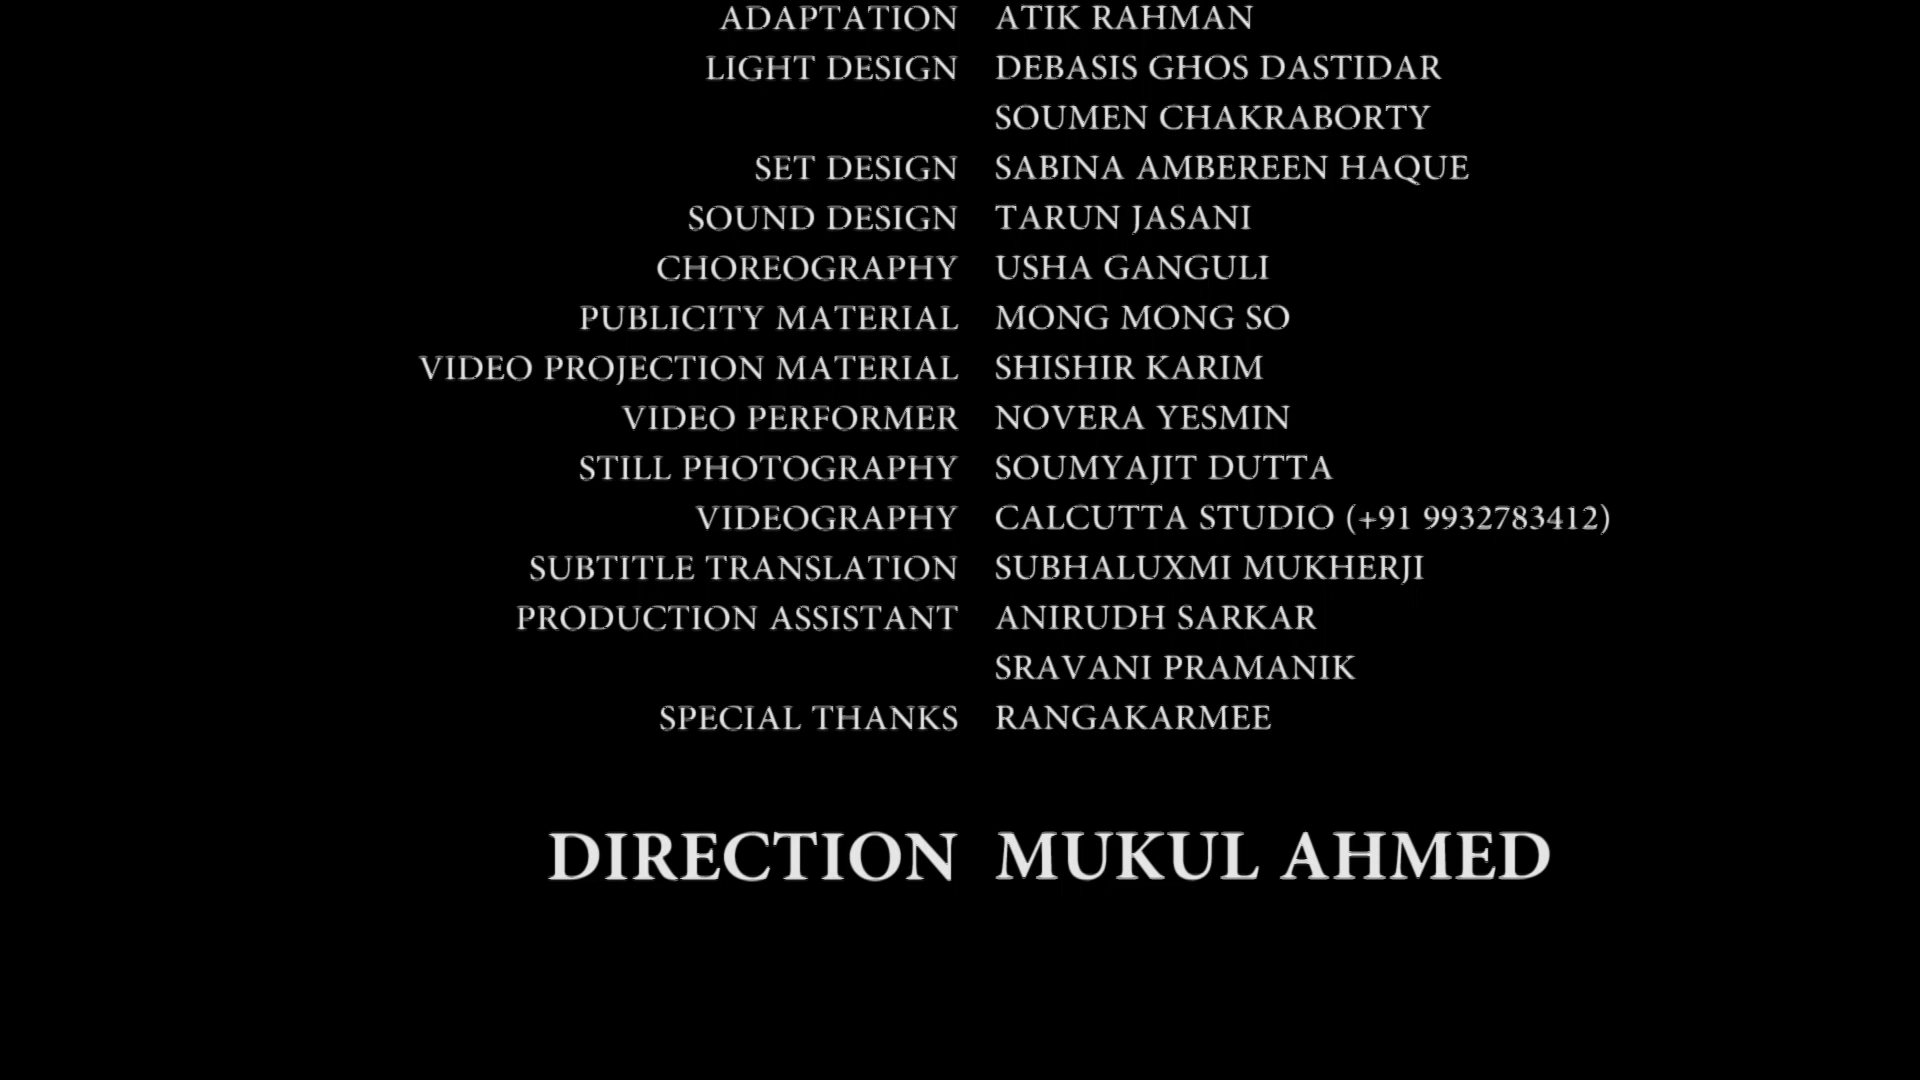 ADAPTATION ATIK RAHMAN
LIGHT DESIGN DEBASIS GHOS DASTIDAR
SOUMEN CHAKRABORTY
SET DESIGN SABINA AMBEREEN HAQUE
SOUND DESIGN TARUN JASANI
CHOREOGRAPHY USHA GANGULI
PUBLICITY MATERIAL MONG MONG SO
VIDEO PROJECTION MATERIAL SHISHIR KARIM
VIDEO PERFORMER NOVERA YESMIN
STILL PHOTOGRAPHY SOUMYAJIT DUTTA
VIDEOGRAPHY CALCUTTA STUDIO (+91 9932783412)
SUBTITLE TRANSLATION SUBHALUXMI MUKHERJI
PRODUCTION ASSISTANT ANIRUDH SARKAR
SRAVANI PRAMANIK
SPECIAL THANKS RANGAKARMEE
DIRECTION MUKUL AHMED